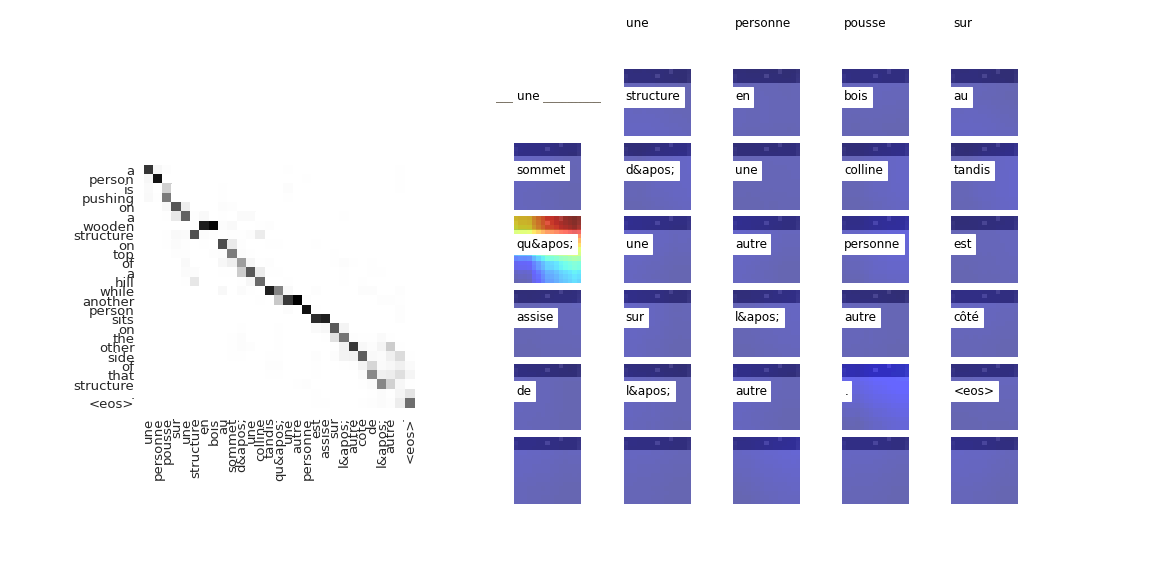 a
person
is
pushing
on
a
wooden
structure
on
top
of
a
hill
while
another
person
sits
on
the
other
side
of
that
structure
.
<eos>
une
personne
pousse
sur
une
structure
en
bois
au
sommet
d&apos;
une
colline
tandis
qu&apos;
une
autre
personne
est
assise
sur
l&apos;
autre
côté
de
l&apos;
autre
.
<eos>
une personne pousse sur
une structure en bois au
sommet d&apos; une colline tandis
qu&apos; une autre personne est
assise sur l&apos; autre côté
de l&apos; autre . <eos>